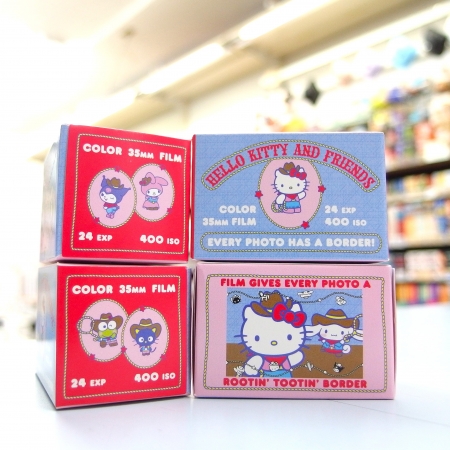 COLOR 35MM FILM
24 EXP 400 ISO
HELLO KITTY AND FRIENDS
COLOR 35MM FILM
24 EXP 400 ISO
EVERY PHOTO HAS A BORDER!
COLOR 35MM FILM
24 EXP 400 ISO
FILM GIVES EVERY PHOTO A
ROOTIN' TOOTIN' BORDER